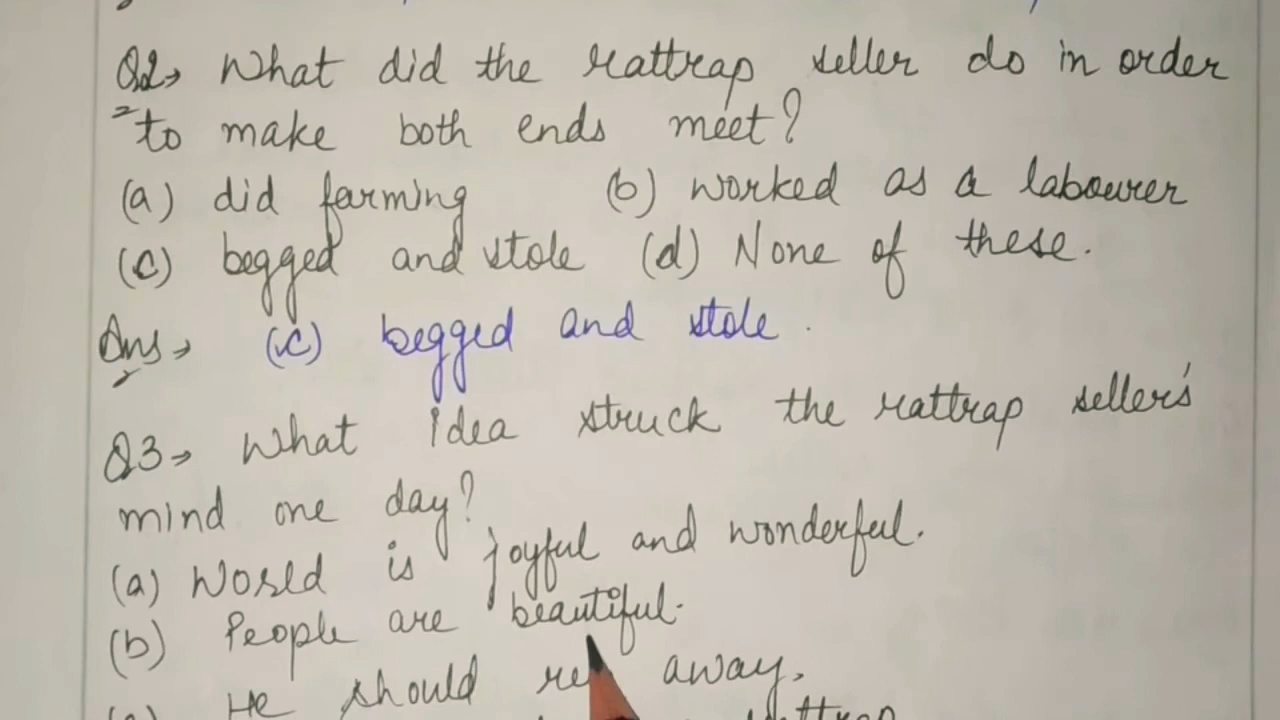 Q2→ What did the rattrap seller do in order
to make both ends meet?
(a) did farming (b) worked as a labourer
(c) begged and stole (d) None of these.
Ans→ (c) begged and stole.
Q3→ What idea struck the rattrap seller's
mind one day?
(a) World is joyful and wonderful.
(b) People are beautiful.
He should away.